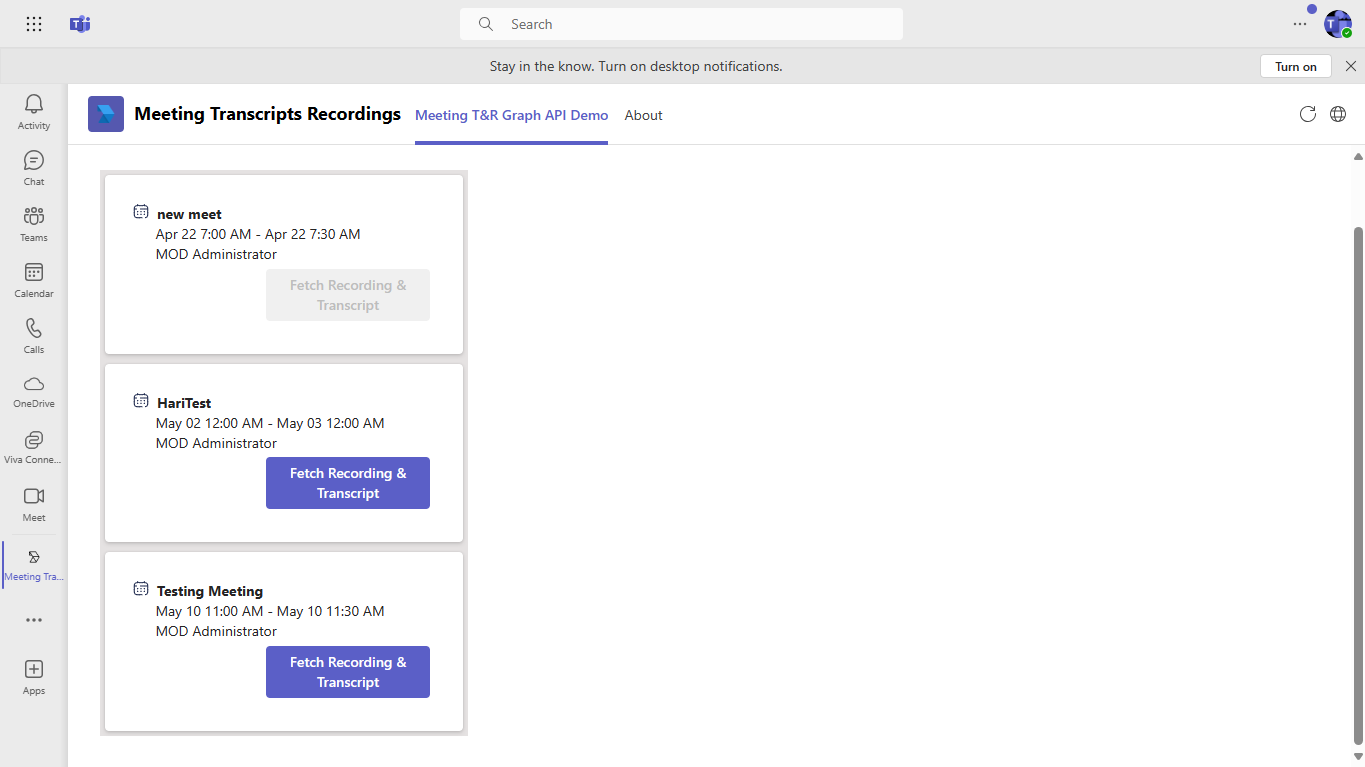 Search
Stay in the know. Turn on desktop notifications.
Turn on
Activity
Chat
Teams
Calendar
Calls
OneDrive
Viva Conne...
Meet
Meeting Tra...
Apps
Meeting Transcripts Recordings
Meeting T&R Graph API Demo
About
new meet
Apr 22 7:00 AM - Apr 22 7:30 AM
MOD Administrator
Fetch Recording &
Transcript
HariTest
May 02 12:00 AM - May 03 12:00 AM
MOD Administrator
Fetch Recording &
Transcript
Testing Meeting
May 10 11:00 AM - May 10 11:30 AM
MOD Administrator
Fetch Recording &
Transcript